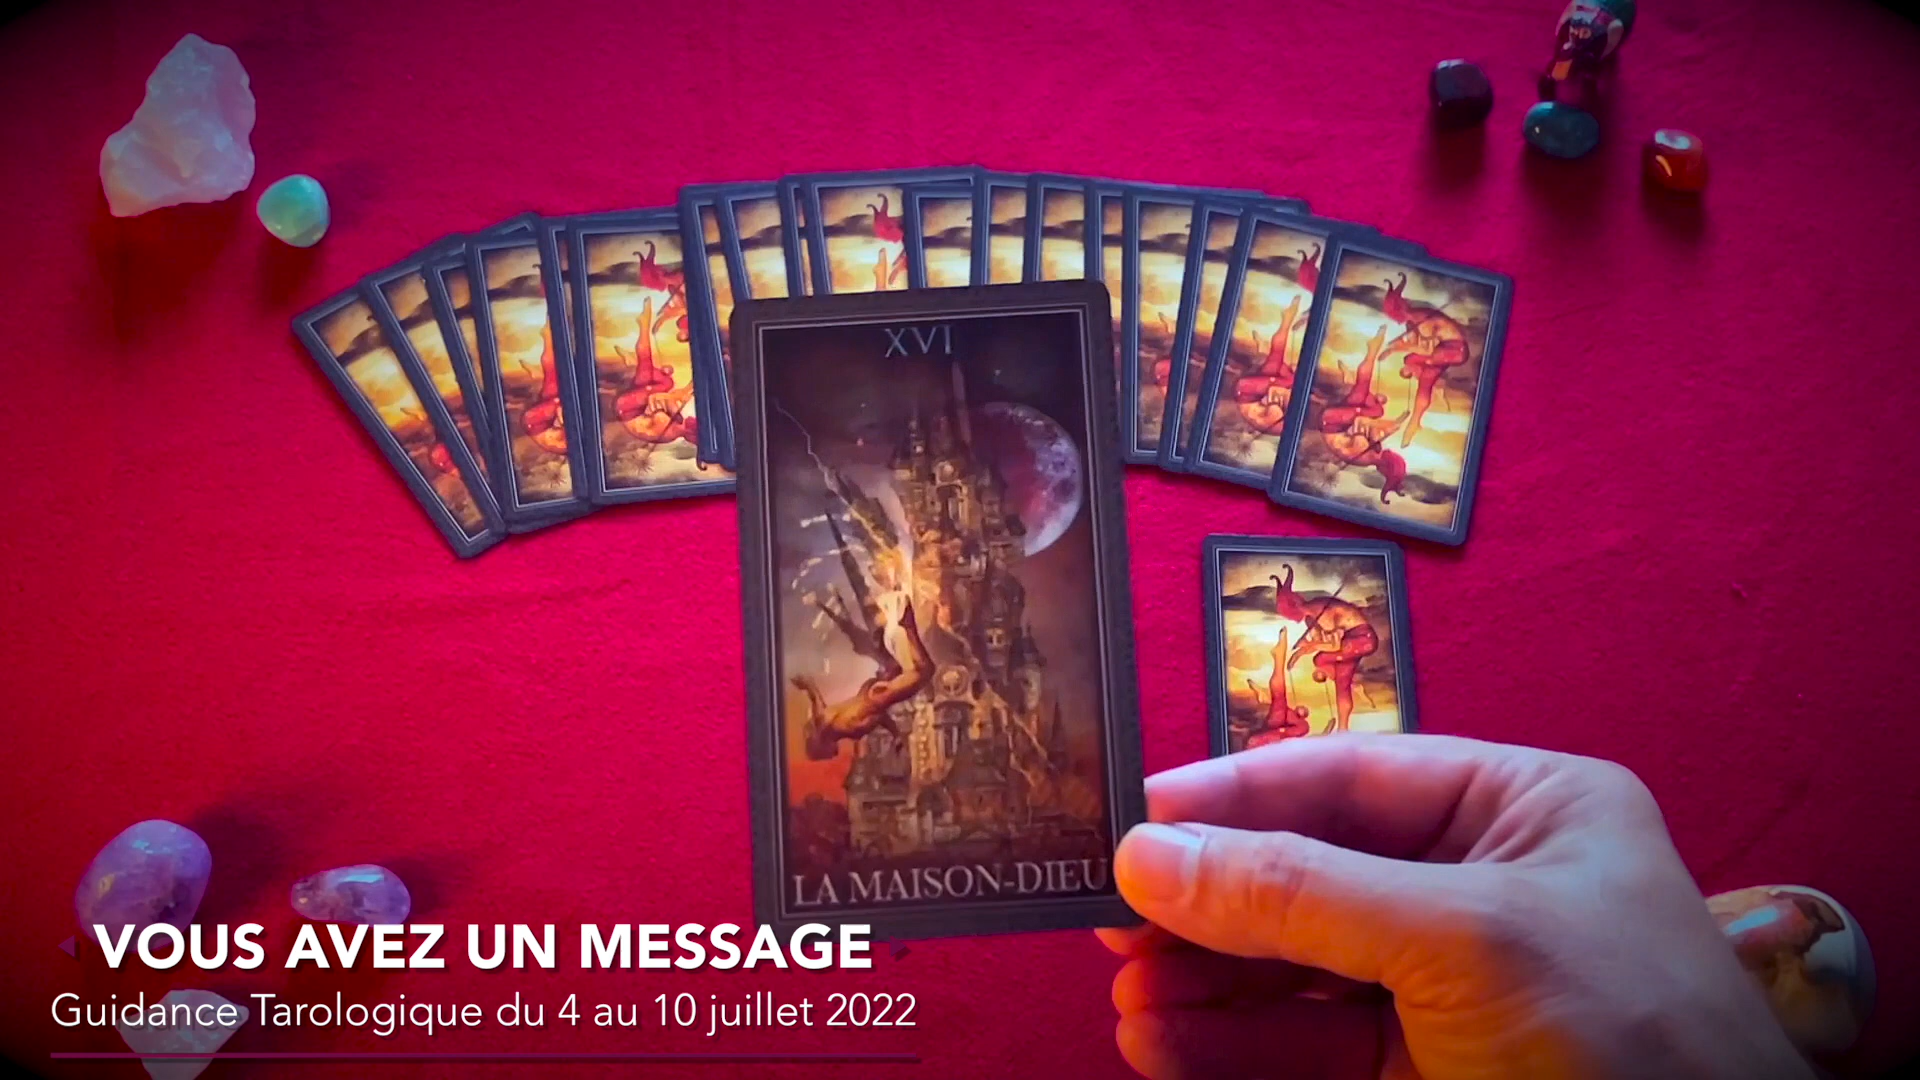 XVI
LA MAISON-DIEU
VOUS AVEZ UN MESSAGE
Guidance Tarologique du 4 au 10 juillet 2022